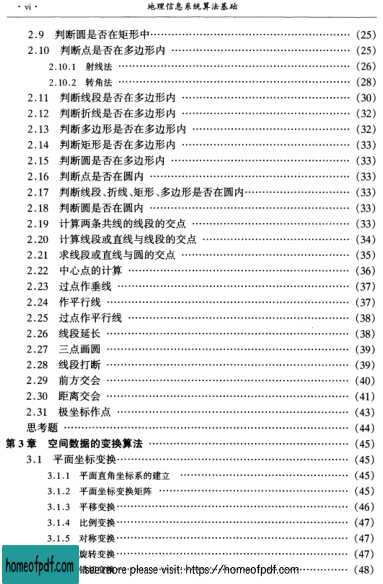 · vi ·
地理信息系统算法基础
2.9 判断圆是否在矩形中……(25)
2.10 判断点是否在多边形内……(25)
2.10.1 射线法……(26)
2.10.2 转角法……(28)
2.11 判断线段是否在多边形内……(30)
2.12 判断折线是否在多边形内……(32)
2.13 判断多边形是否在多边形内……(32)
2.14 判断矩形是否在多边形内……(33)
2.15 判断圆是否在多边形内……(33)
2.16 判断点是否在圆内……(33)
2.17 判断线段、折线、矩形、多边形是否在圆内……(33)
2.18 判断圆是否在圆内……(33)
2.19 计算两条共线的线段的交点……(33)
2.20 计算线段或直线与线段的交点……(34)
2.21 求线段或直线与圆的交点……(35)
2.22 中心点的计算……(36)
2.23 过点作垂线……(37)
2.24 作平行线……(37)
2.25 过点作平行线……(38)
2.26 线段延长……(38)
2.27 三点画圆……(39)
2.28 线段打断……(39)
2.29 前方交会……(40)
2.30 距离交会……(41)
2.31 极坐标作点……(43)
思考题……(44)
第3章 空间数据的变换算法……(45)
3.1 平面坐标变换……(45)
3.1.1 平面直角坐标系的建立……(45)
3.1.2 平面坐标变换矩阵……(45)
3.1.3 平移变换……(46)
3.1.4 比例变换……(47)
3.1.5 对称变换……(47)
旋转变换……(47)
homeofpdf.com
see more please visit: https://homeofpdf.com
(48)